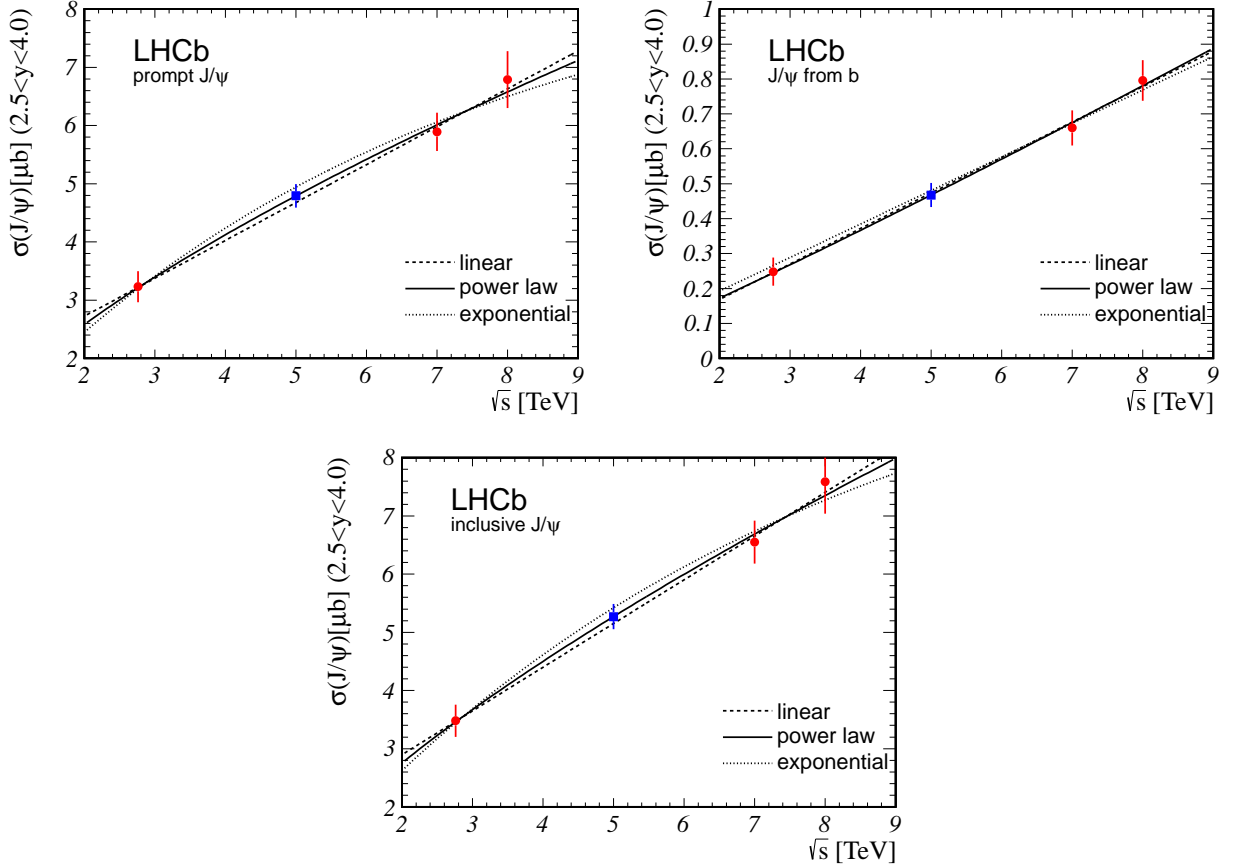 σ(J/ψ)[μb] (2.5<y<4.0)
8
7
6
5
4
3
2
LHCb
prompt J/ψ
linear
power law
exponential
2 3 4 5 6 7 8 9
√s [TeV]
σ(J/ψ)[μb] (2.5<y<4.0)
1
0.9
0.8
0.7
0.6
0.5
0.4
0.3
0.2
0.1
0
LHCb
J/ψ from b
linear
power law
exponential
2 3 4 5 6 7 8 9
√s [TeV]
σ(J/ψ)[μb] (2.5<y<4.0)
8
7
6
5
4
3
2
LHCb
inclusive J/ψ
linear
power law
exponential
2 3 4 5 6 7 8 9
√s [TeV]